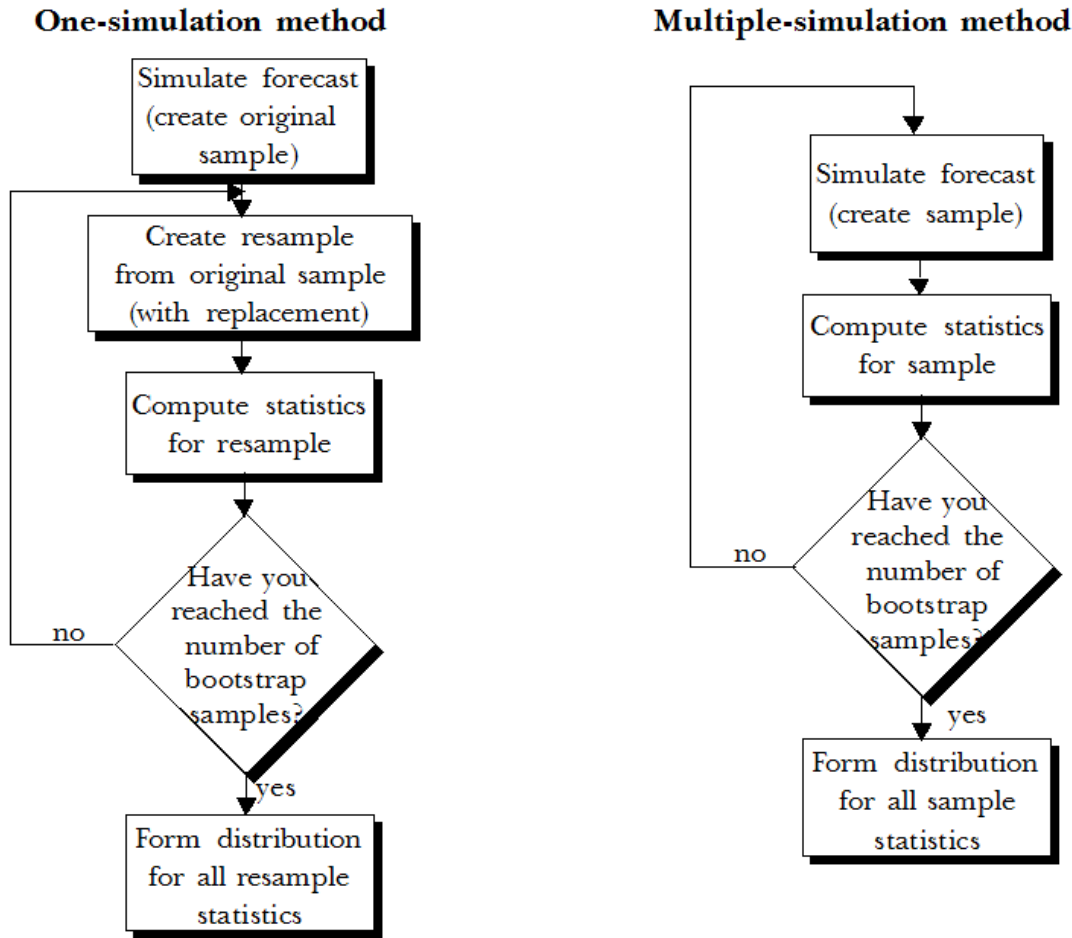 One-simulation method
Simulate forecast
(create original
sample)
Create resample
from original sample
(with replacement)
Compute statistics
for resample
Have you
reached the
number of
bootstrap
samples?
no
yes
Form distribution
for all resample
statistics
Multiple-simulation method
Simulate forecast
(create sample)
Compute statistics
for sample
Have you
reached the
number of
bootstrap
samples?
no
yes
Form distribution
for all sample
statistics